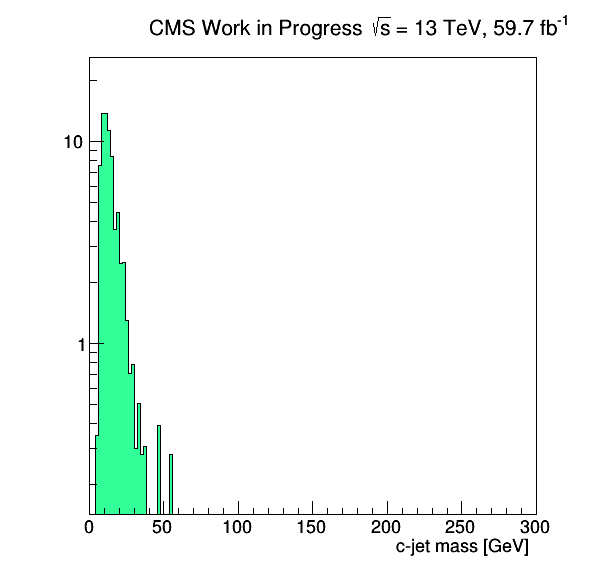 CMS Work in Progress √s = 13 TeV, 59.7 fb⁻¹
10
1
0 50 100 150 200 250 300
c-jet mass [GeV]